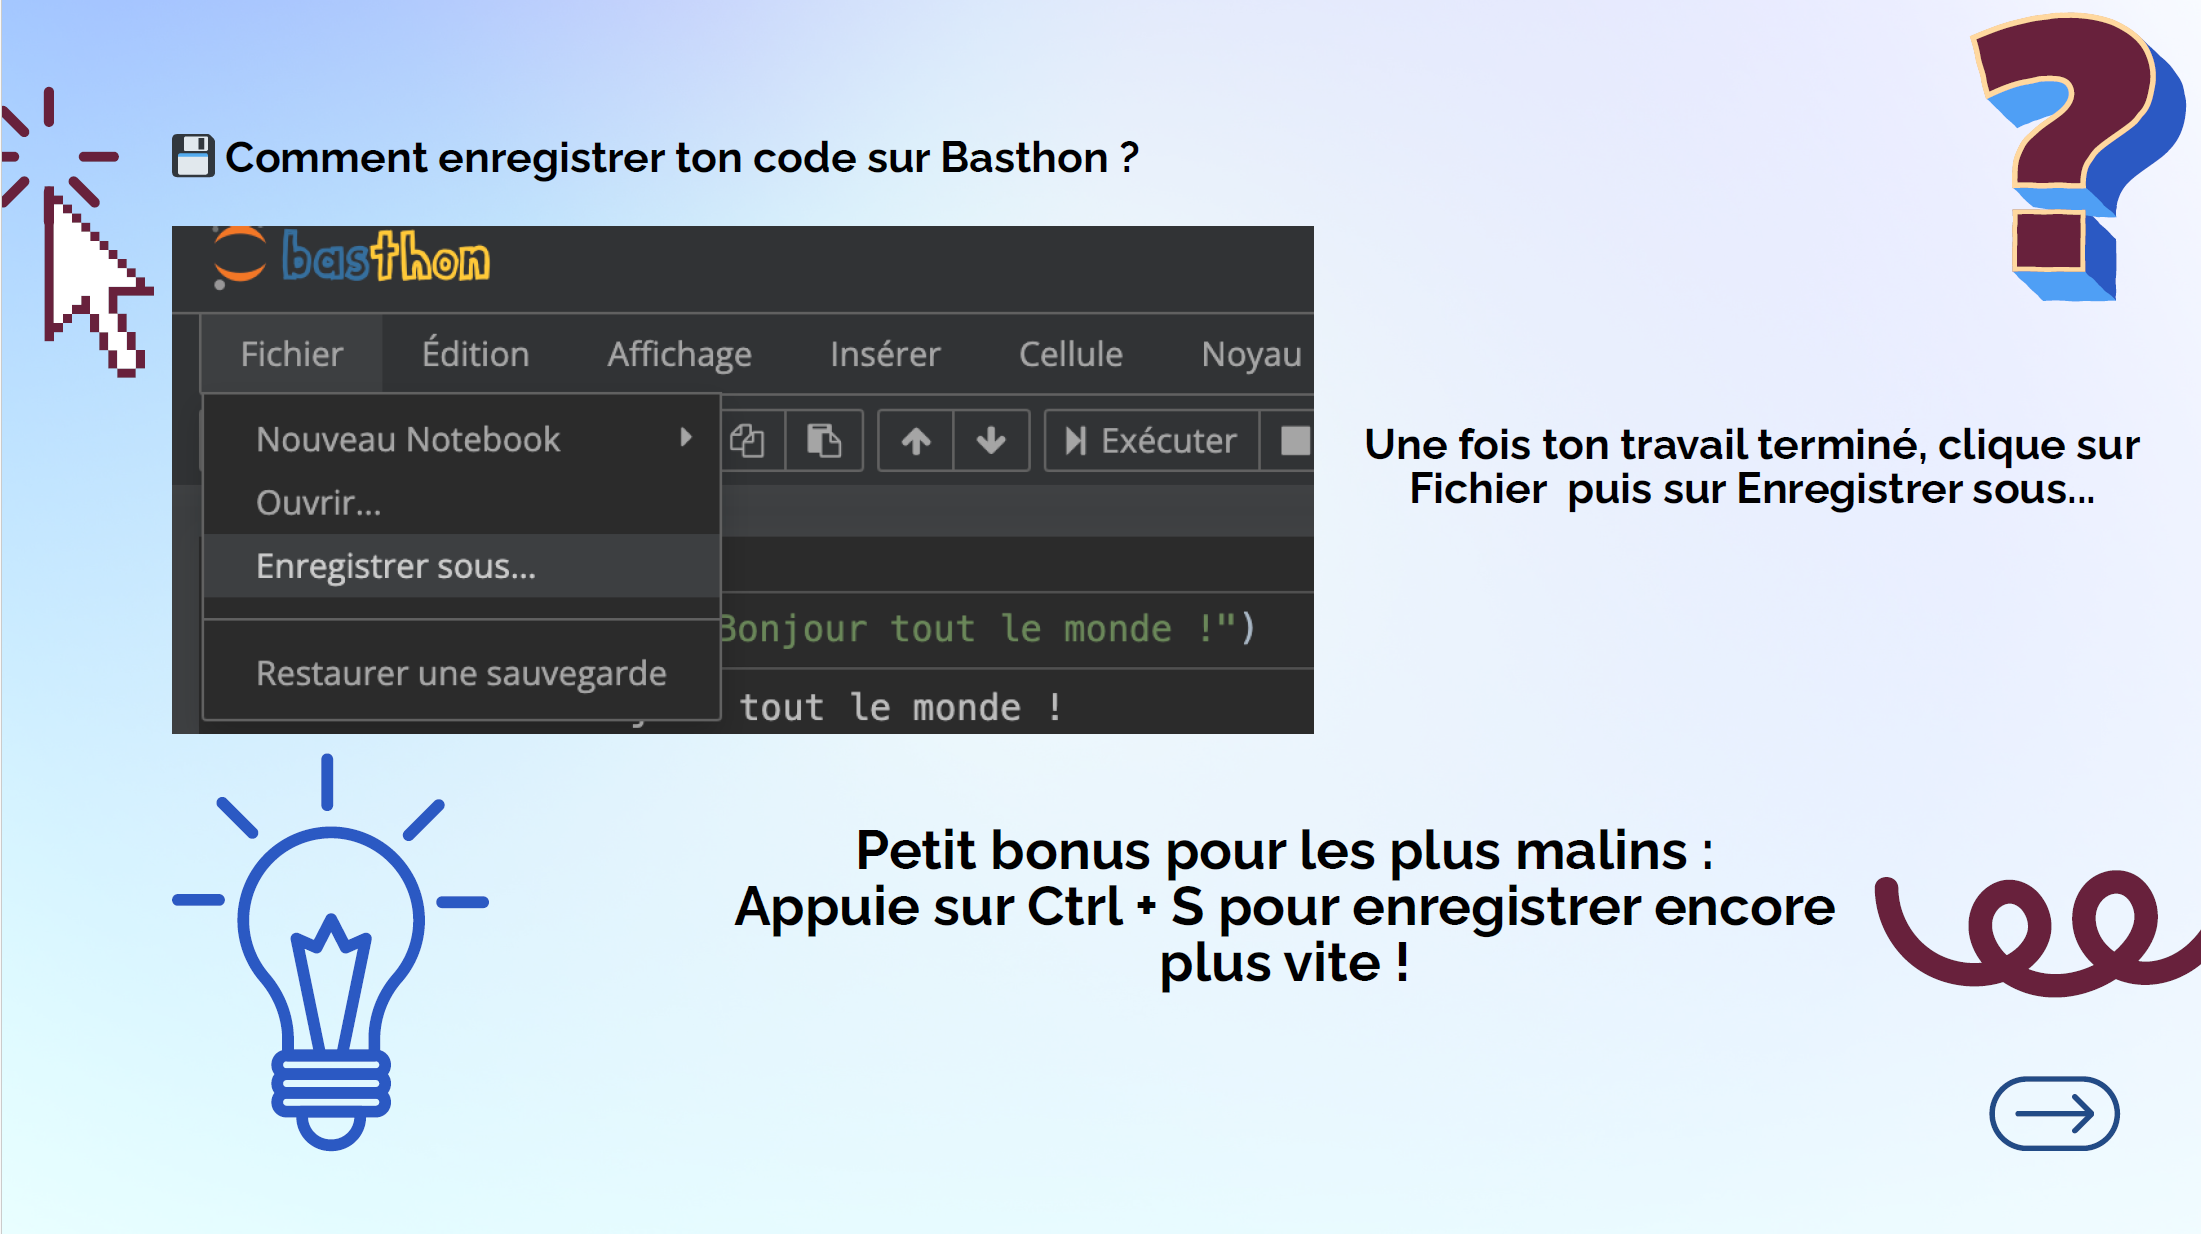 Comment enregistrer ton code sur Basthon ?
basthon
Fichier Édition Affichage Insérer Cellule Noyau
Nouveau Notebook
Exécuter
Ouvrir...
Enregistrer sous...
Bonjour tout le monde !")
Restaurer une sauvegarde
tout le monde !
Une fois ton travail terminé, clique sur
Fichier puis sur Enregistrer sous...
Petit bonus pour les plus malins :
Appuie sur Ctrl + S pour enregistrer encore
plus vite !